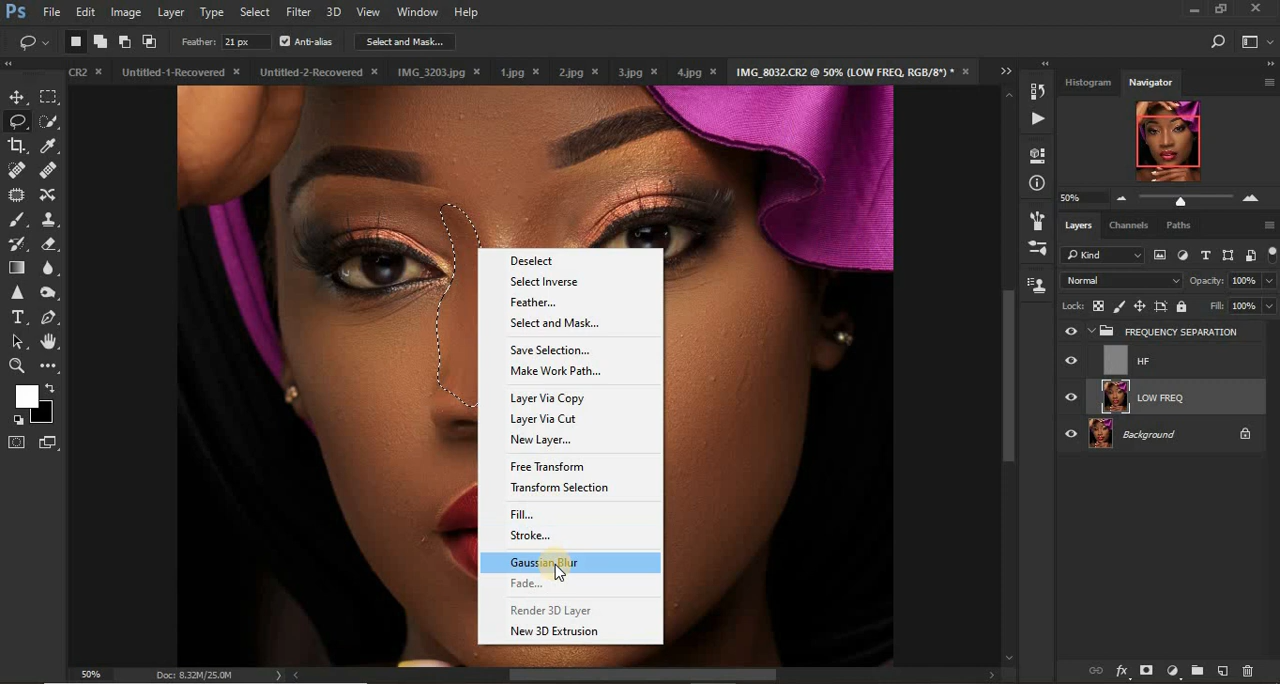 Ps File Edit Image Layer Type Select Filter 3D View Window Help
Feather: 21 px Anti-alias Select and Mask...
CR2 × Untitled-1-Recovered × Untitled-2-Recovered × IMG_3203.jpg × 1.jpg × 2.jpg × 3.jpg × 4.jpg × IMG_8032.CR2 @ 50% (LOW FREQ, RGB/8*) * ×
Histogram Navigator
50%
Layers Channels Paths
Kind
Normal Opacity: 100%
Lock: Fill: 100%
FREQUENCY SEPARATION
HF
LOW FREQ
Background
Deselect
Select Inverse
Feather...
Select and Mask...
Save Selection...
Make Work Path...
Layer Via Copy
Layer Via Cut
New Layer...
Free Transform
Transform Selection
Fill...
Stroke...
Gaussian Blur
Fade...
Render 3D Layer
New 3D Extrusion
50% Doc: 8.32M/25.0M